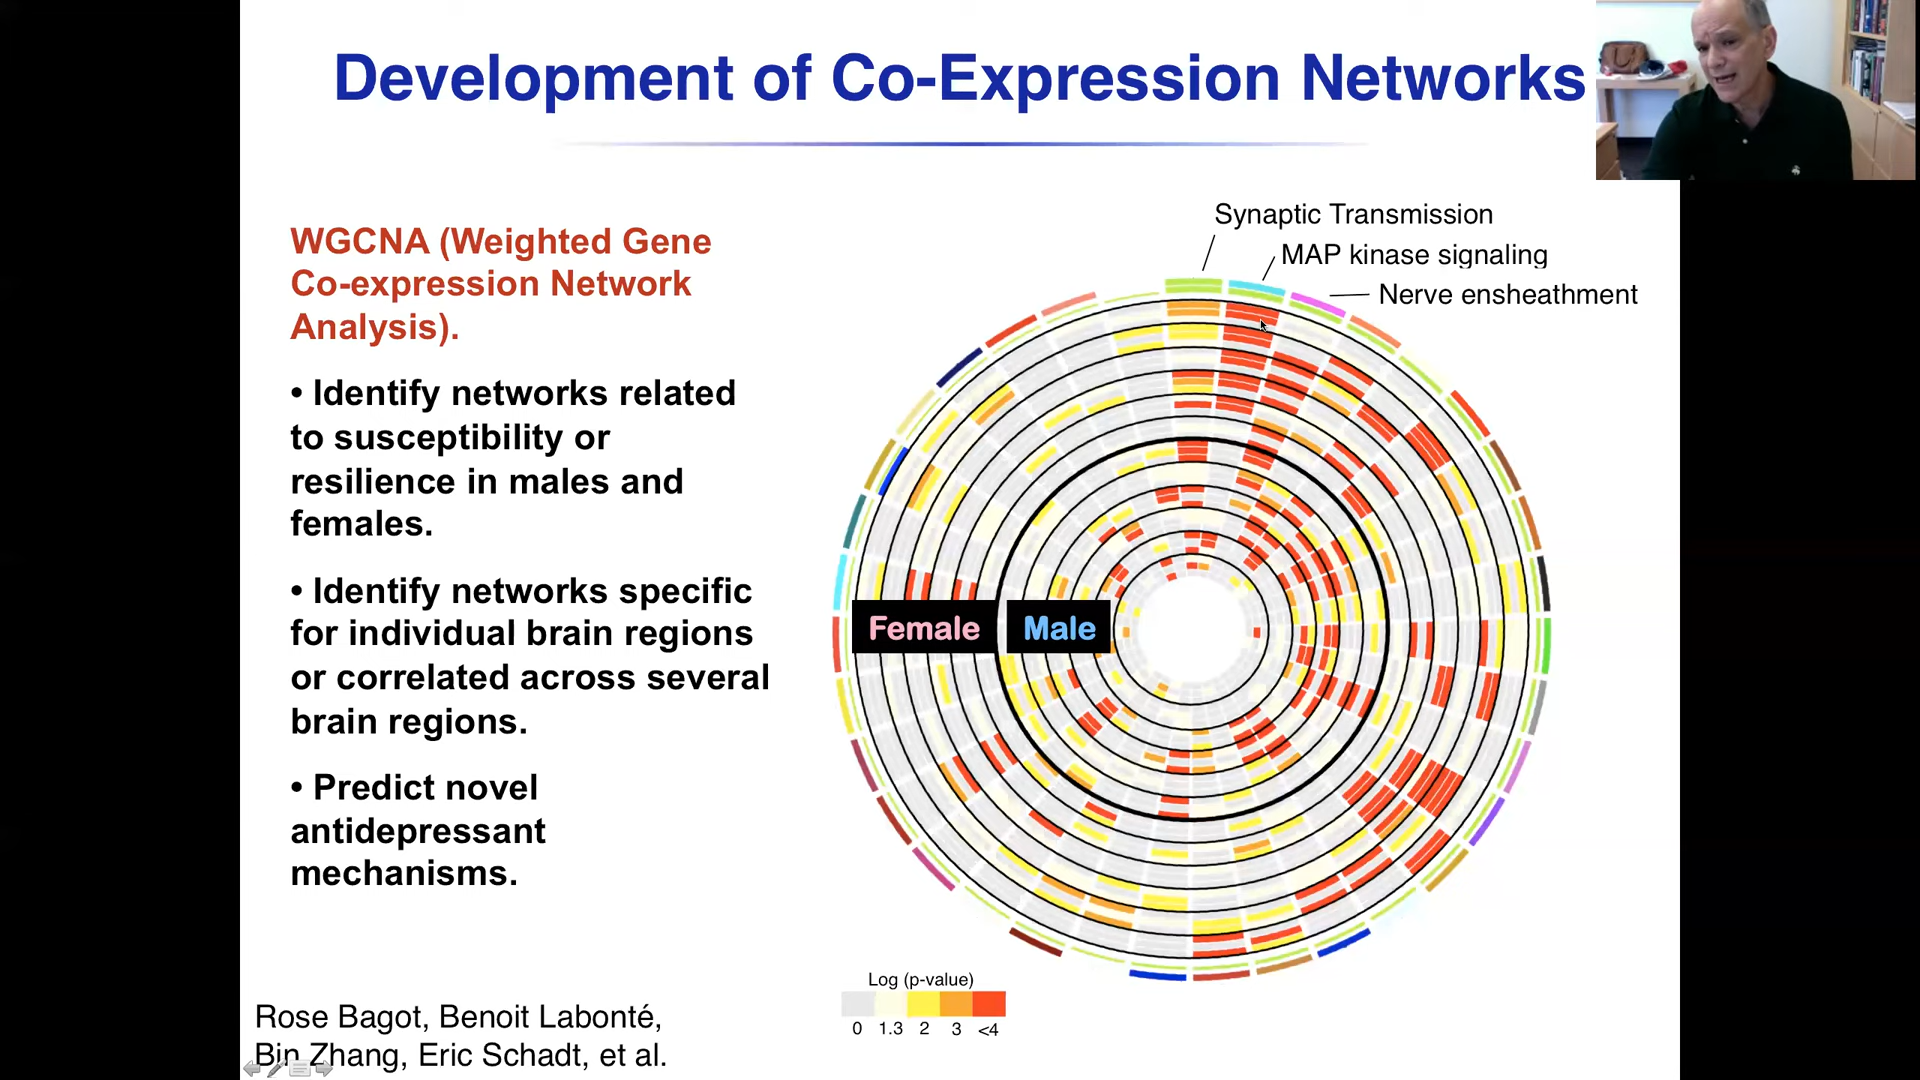 Development of Co-Expression Networks
WGCNA (Weighted Gene
Co-expression Network
Analysis).
• Identify networks related
to susceptibility or
resilience in males and
females.
• Identify networks specific
for individual brain regions
or correlated across several
brain regions.
• Predict novel
antidepressant
mechanisms.
Rose Bagot, Benoit Labonté,
Bin Zhang, Eric Schadt, et al.
Synaptic Transmission
MAP kinase signaling
Nerve ensheathment
Female
Male
Log (p-value)
0 1.3 2 3 <4